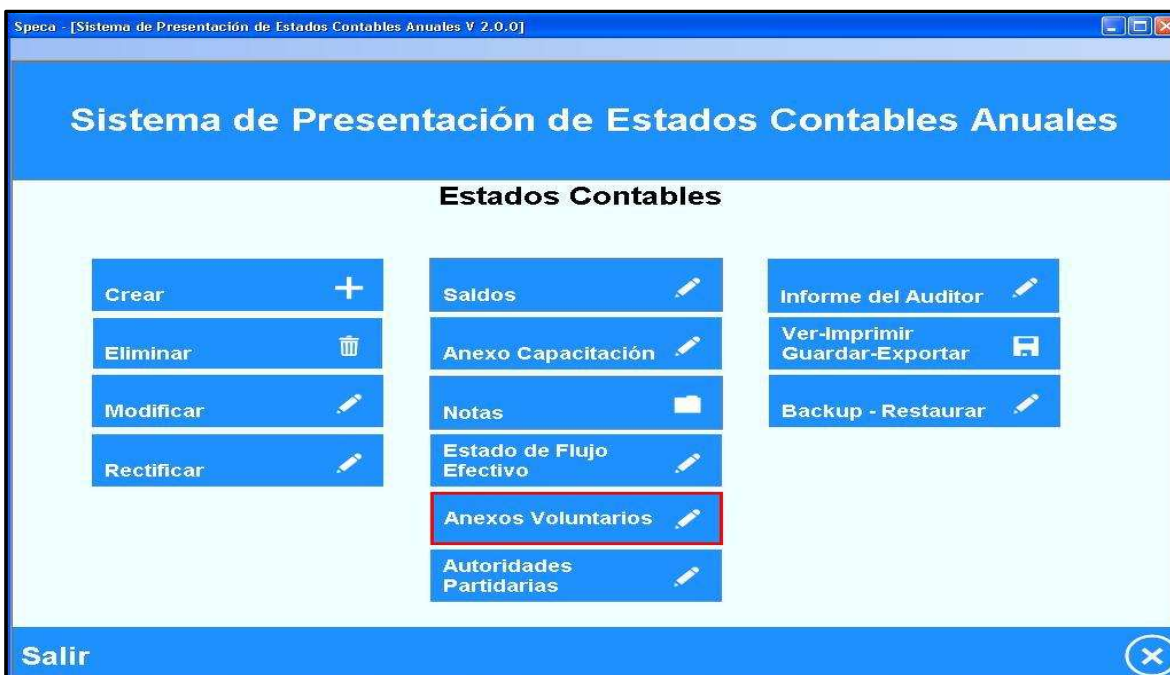 Speca - [Sistema de Presentación de Estados Contables Anuales V 2.0.0]
Sistema de Presentación de Estados Contables Anuales
Estados Contables
Crear
Eliminar
Modificar
Rectificar
Saldos
Anexo Capacitación
Notas
Estado de Flujo
Efectivo
Anexos Voluntarios
Autoridades
Partidarias
Informe del Auditor
Ver-Imprimir
Guardar-Exportar
Backup - Restaurar
Salir